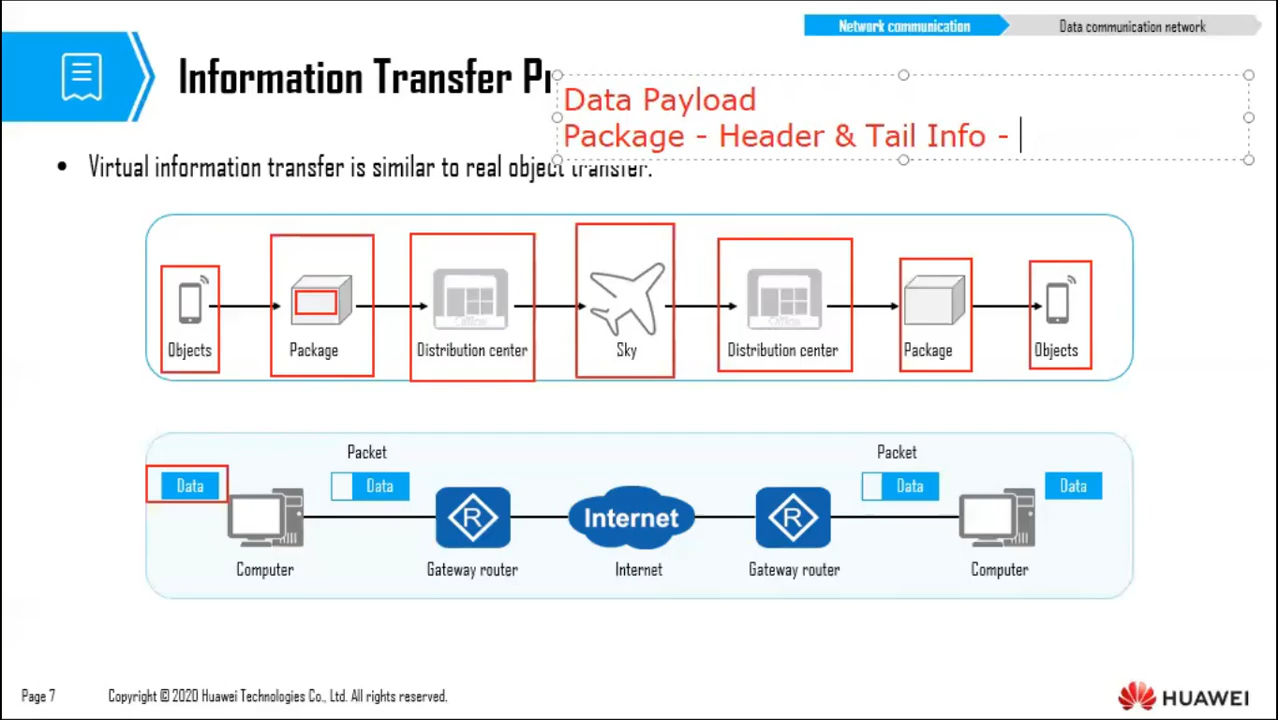 Network communication
Data communication network
Information Transfer
Data Payload
Package - Header & Tail Info -
• Virtual information transfer is similar to real object transfer.
Objects
Package
Distribution center
Sky
Distribution center
Package
Objects
Office
Office
Packet
Packet
Data
Data
Data
Data
R
Internet
R
Computer
Gateway router
Internet
Gateway router
Computer
Page 7
Copyright © 2020 Huawei Technologies Co., Ltd. All rights reserved.
HUAWEI